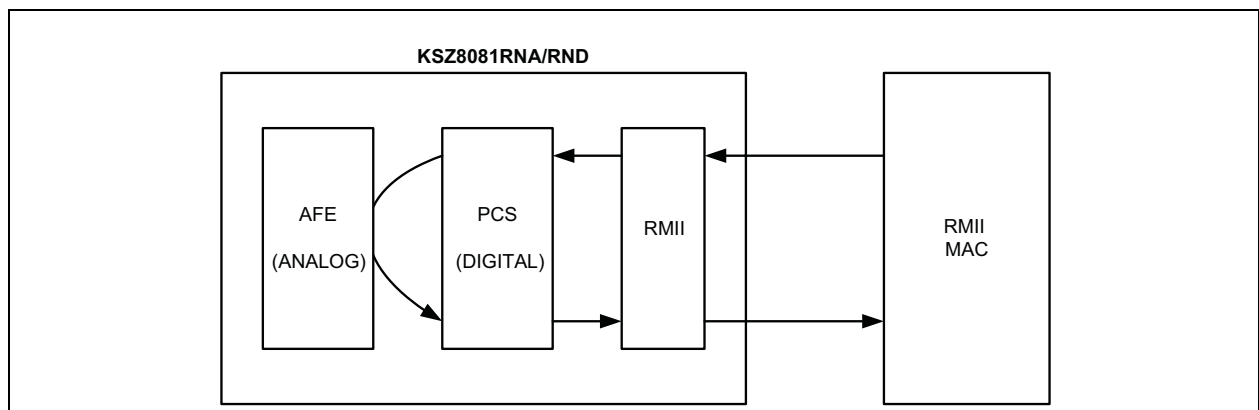 KSZ8081RNA/RND
AFE
(ANALOG)
PCS
(DIGITAL)
RMII
RMII
MAC